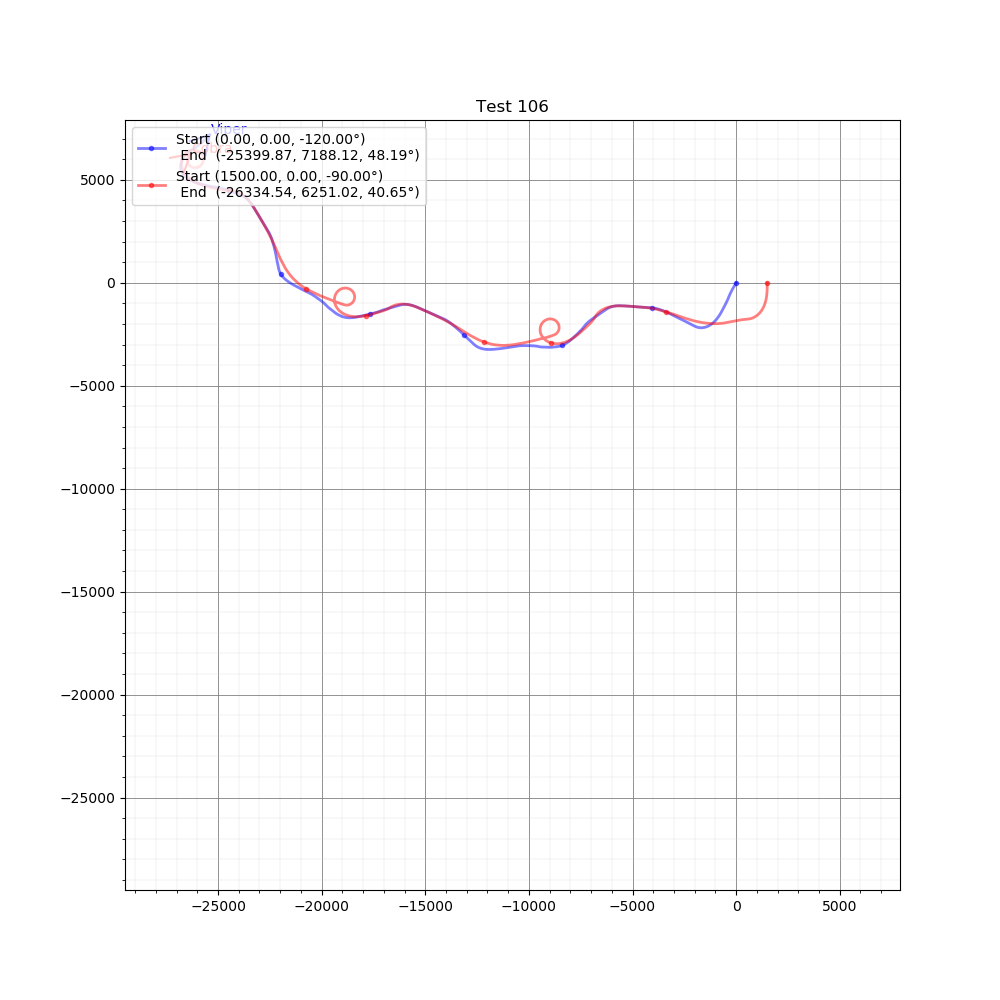 Test 106
Viper
Start (0.00, 0.00, -120.00°)
End (-25399.87, 7188.12, 48.19°)
Start (1500.00, 0.00, -90.00°)
End (-26334.54, 6251.02, 40.65°)
5000
0
−5000
−10000
−15000
−20000
−25000
−25000 −20000 −15000 −10000 −5000 0 5000